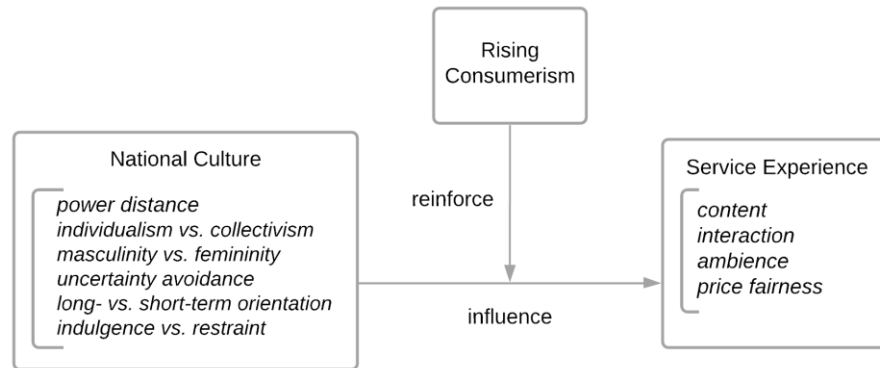 Rising
Consumerism
National Culture
power distance
individualism vs. collectivism
masculinity vs. femininity
uncertainty avoidance
long- vs. short-term orientation
indulgence vs. restraint
reinforce
influence
Service Experience
content
interaction
ambience
price fairness